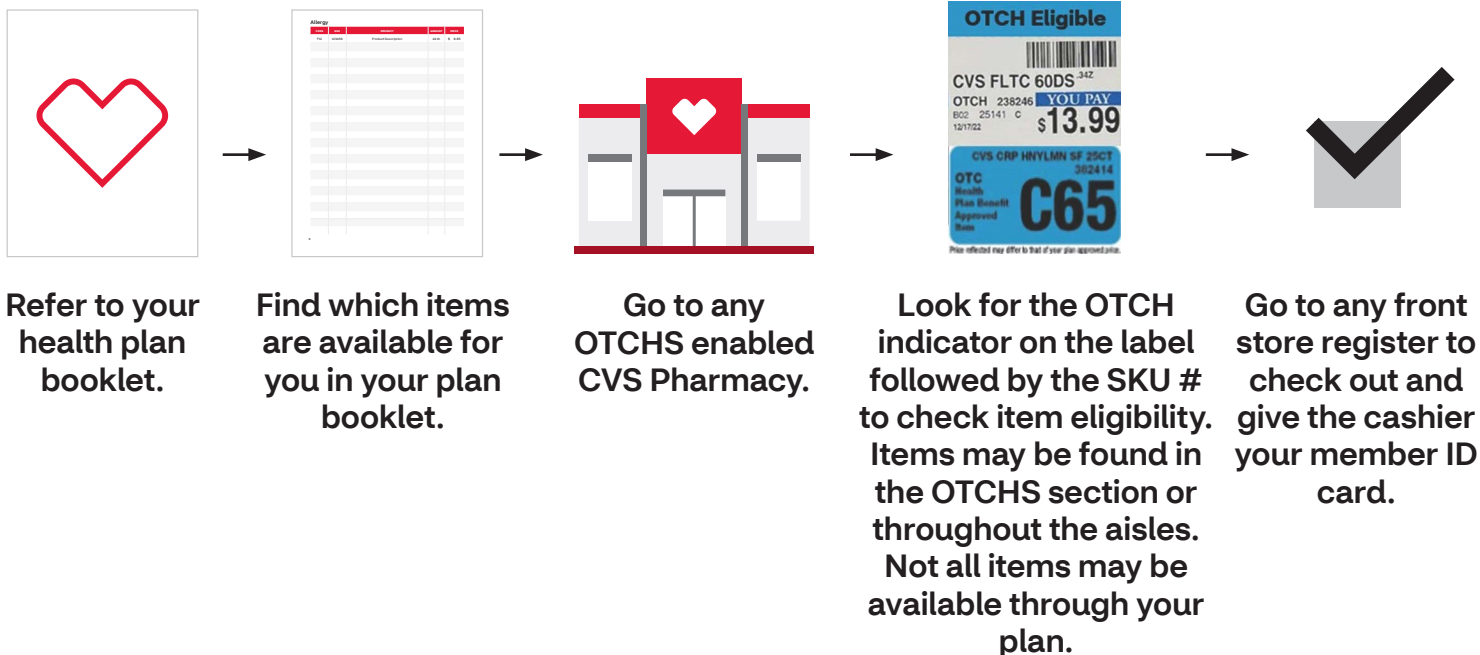 Allergy
OTCH Eligible
CVS FLTC 60DS .34Z
OTCH 238246 YOU PAY
B02 25141 C
12/17/22
$13.99
CVS CRP HNYLMN SF 25CT
382414
OTC
Health
Plan Benefit
Approved
Item
C65
Price reflected may differ to that of your plan approved price.
Refer to your
health plan
booklet.
Find which items
are available for
you in your plan
booklet.
Go to any
OTCHS enabled
CVS Pharmacy.
Look for the OTCH
indicator on the label
followed by the SKU #
to check item eligibility.
Items may be found in
the OTCHS section or
throughout the aisles.
Not all items may be
available through your
plan.
Go to any front
store register to
check out and
give the cashier
your member ID
card.